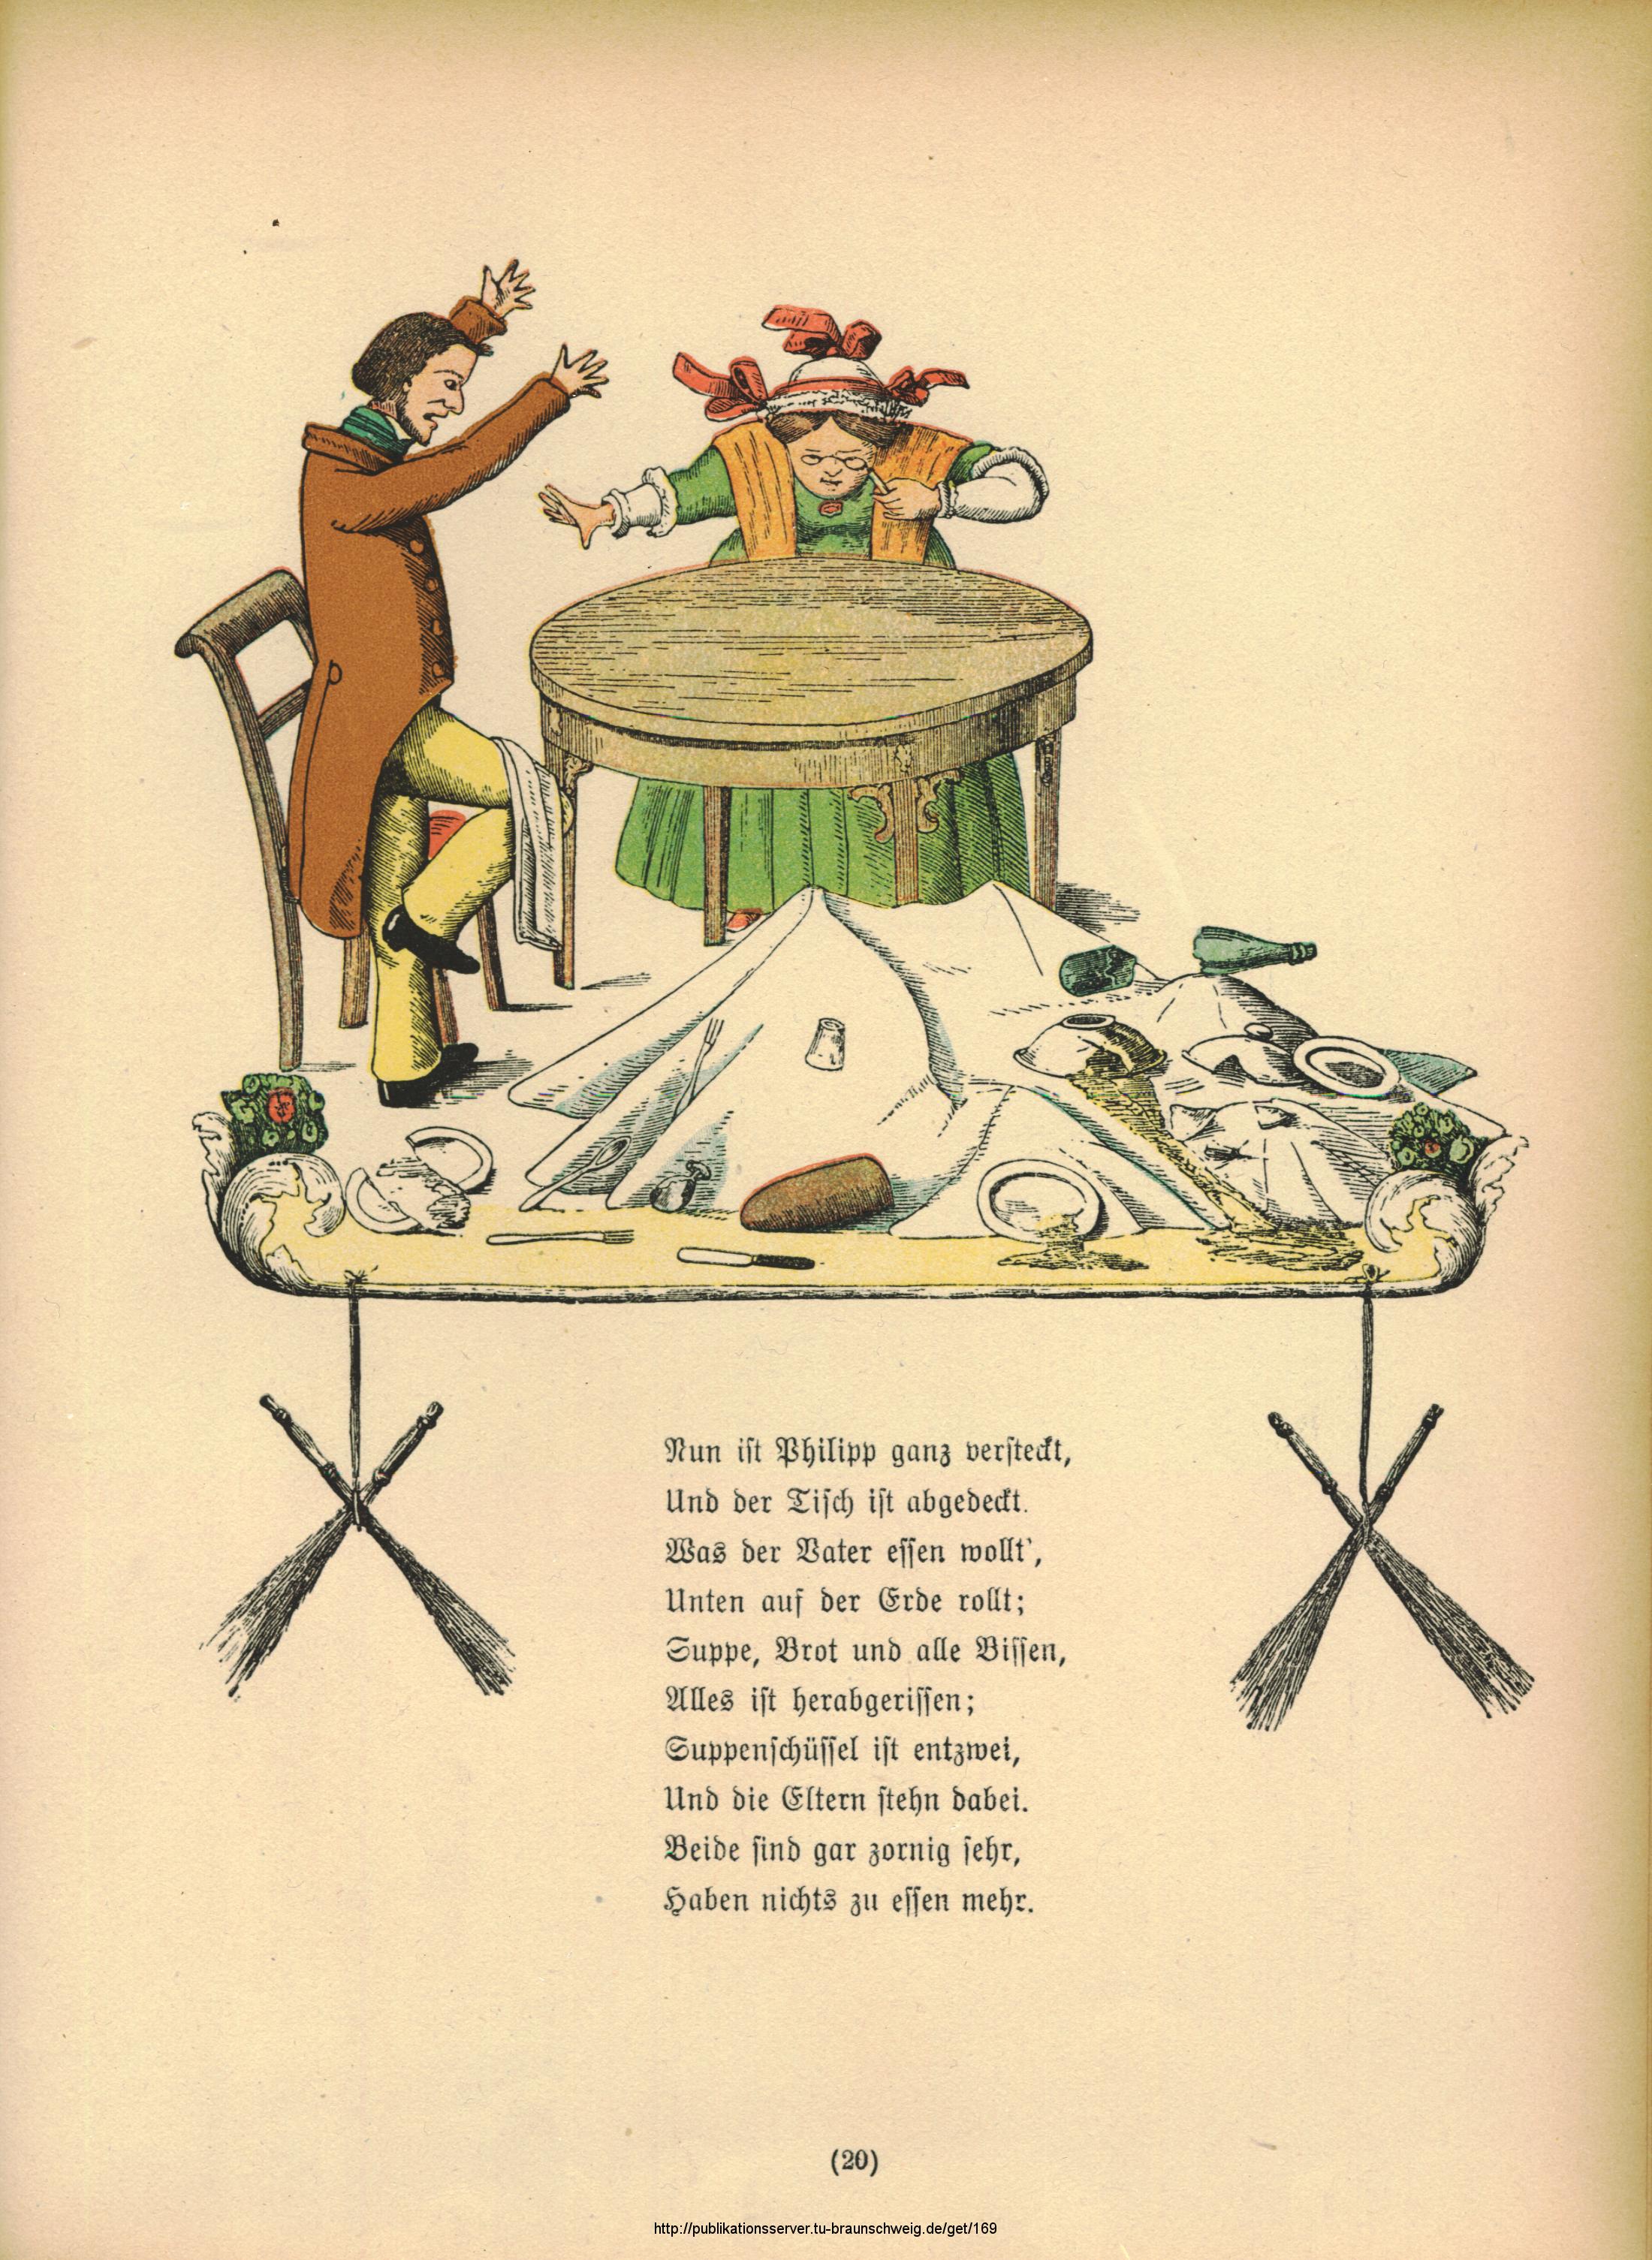 Nun ist Philipp ganz versteckt,
Und der Tisch ist abgedeckt.
Was der Vater essen wollt',
Unten auf der Erde rollt;
Suppe, Brot und alle Bissen,
Alles ist herabgerissen;
Suppenschüssel ist entzwei,
Und die Eltern stehn dabei.
Beide sind gar zornig sehr,
Haben nichts zu essen mehr.
(20)
http://publikationsserver.tu-braunschweig.de/get/169